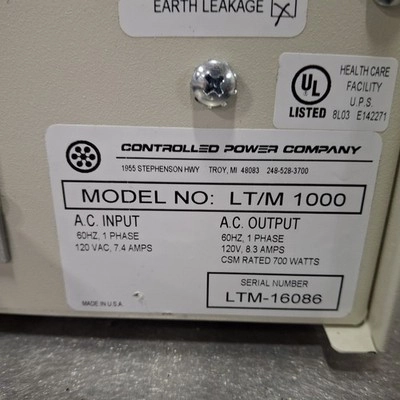 EARTH LEAKAGE
UL
LISTED
HEALTH CARE
FACILITY
U.P.S.
8L03 E142271
CONTROLLED POWER COMPANY
1955 STEPHENSON HWY TROY, MI 48083 248-528-3700
MODEL NO: LT/M 1000
A.C. INPUT
60HZ, 1 PHASE
120 VAC, 7.4 AMPS
A.C. OUTPUT
60HZ, 1 PHASE
120V, 8.3 AMPS
CSM RATED 700 WATTS
SERIAL NUMBER
LTM-16086
MADE IN U.S.A.